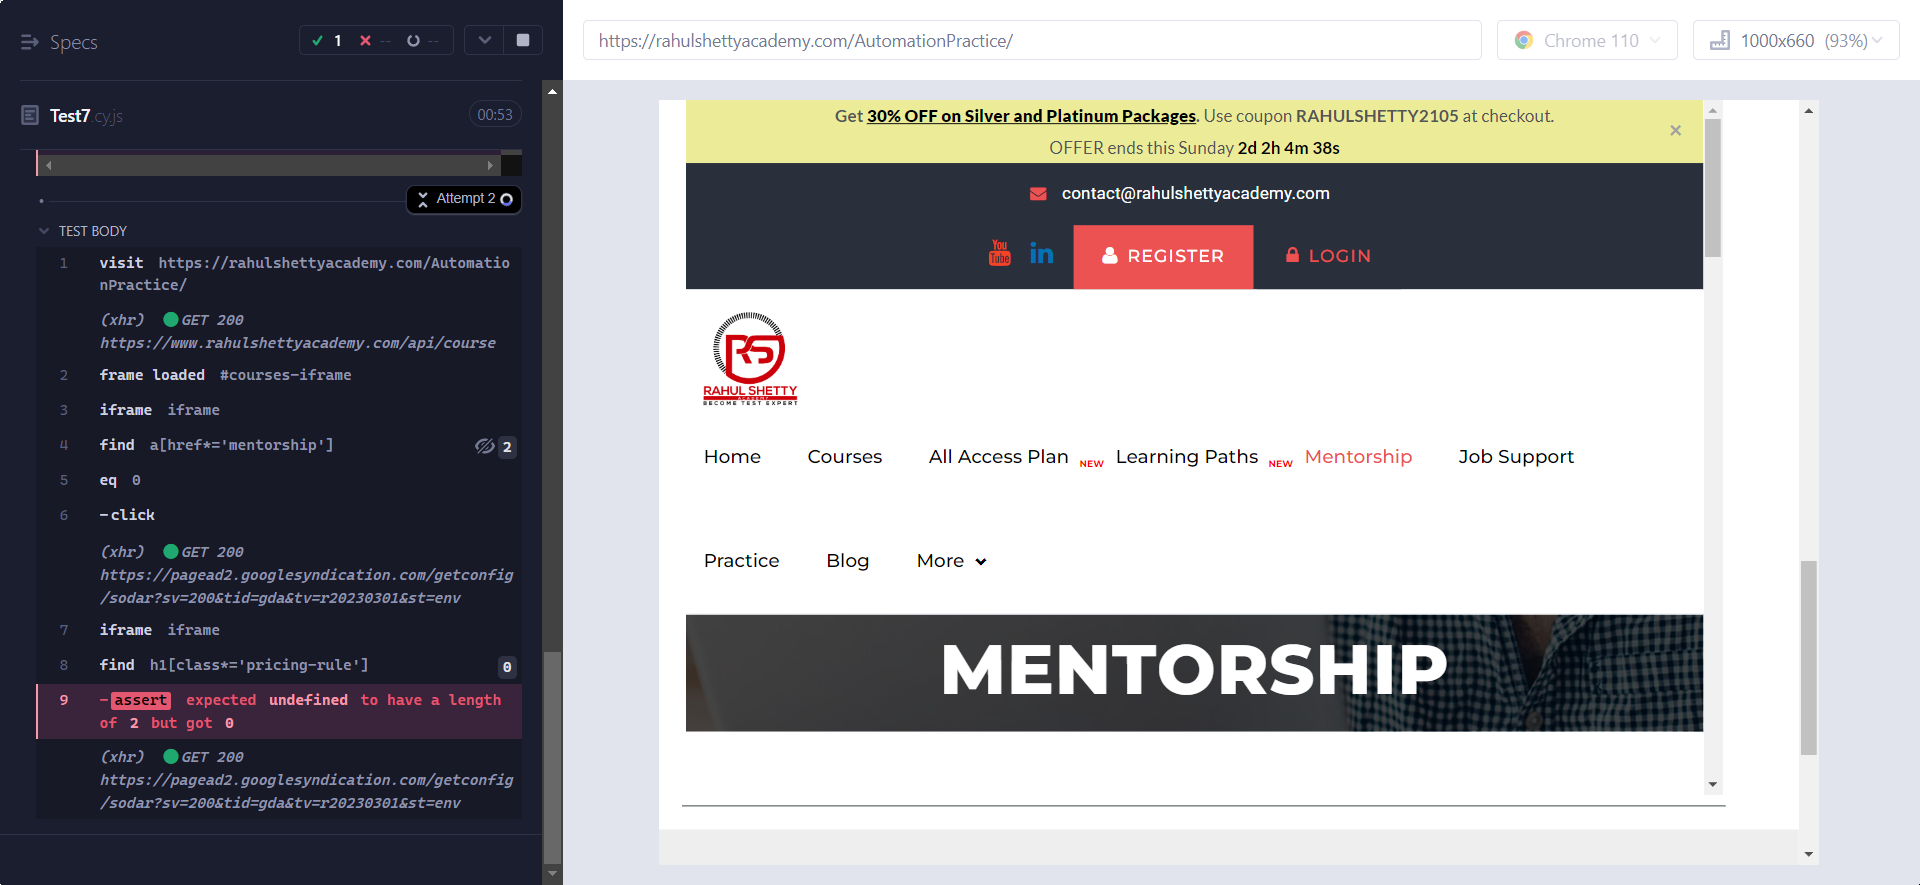 Specs
1 -- --
Test7.cy.js
00:53
Attempt 2
TEST BODY
1 visit https://rahulshettyacademy.com/Automatio
nPractice/
(xhr) GET 200
https://www.rahulshettyacademy.com/api/course
2 frame loaded #courses-iframe
3 iframe iframe
4 find a[href*='mentorship'] 2
5 eq 0
6 -click
(xhr) GET 200
https://pagead2.googlesyndication.com/getconfig
/sodar?sv=200&tid=gda&tv=r20230301&st=env
7 iframe iframe
8 find h1[class*='pricing-rule'] 0
9 -assert expected undefined to have a length
of 2 but got 0
(xhr) GET 200
https://pagead2.googlesyndication.com/getconfig
/sodar?sv=200&tid=gda&tv=r20230301&st=env
https://rahulshettyacademy.com/AutomationPractice/
Chrome 110
1000x660 (93%)
Get 30% OFF on Silver and Platinum Packages. Use coupon RAHULSHETTY2105 at checkout.
OFFER ends this Sunday 2d 2h 4m 38s
×
contact@rahulshettyacademy.com
You Tube in REGISTER LOGIN
RS
RAHUL SHETTY
ACADEMY
BECOME TEST EXPERT
Home Courses All Access Plan NEW Learning Paths NEW Mentorship Job Support
Practice Blog More
MENTORSHIP